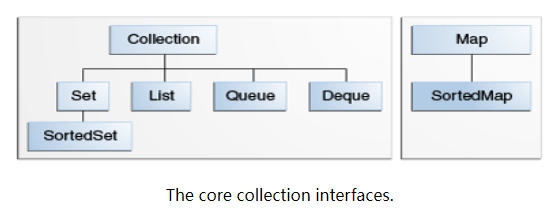 Collection
Map
Set
List
Queue
Deque
SortedMap
SortedSet
The core collection interfaces.